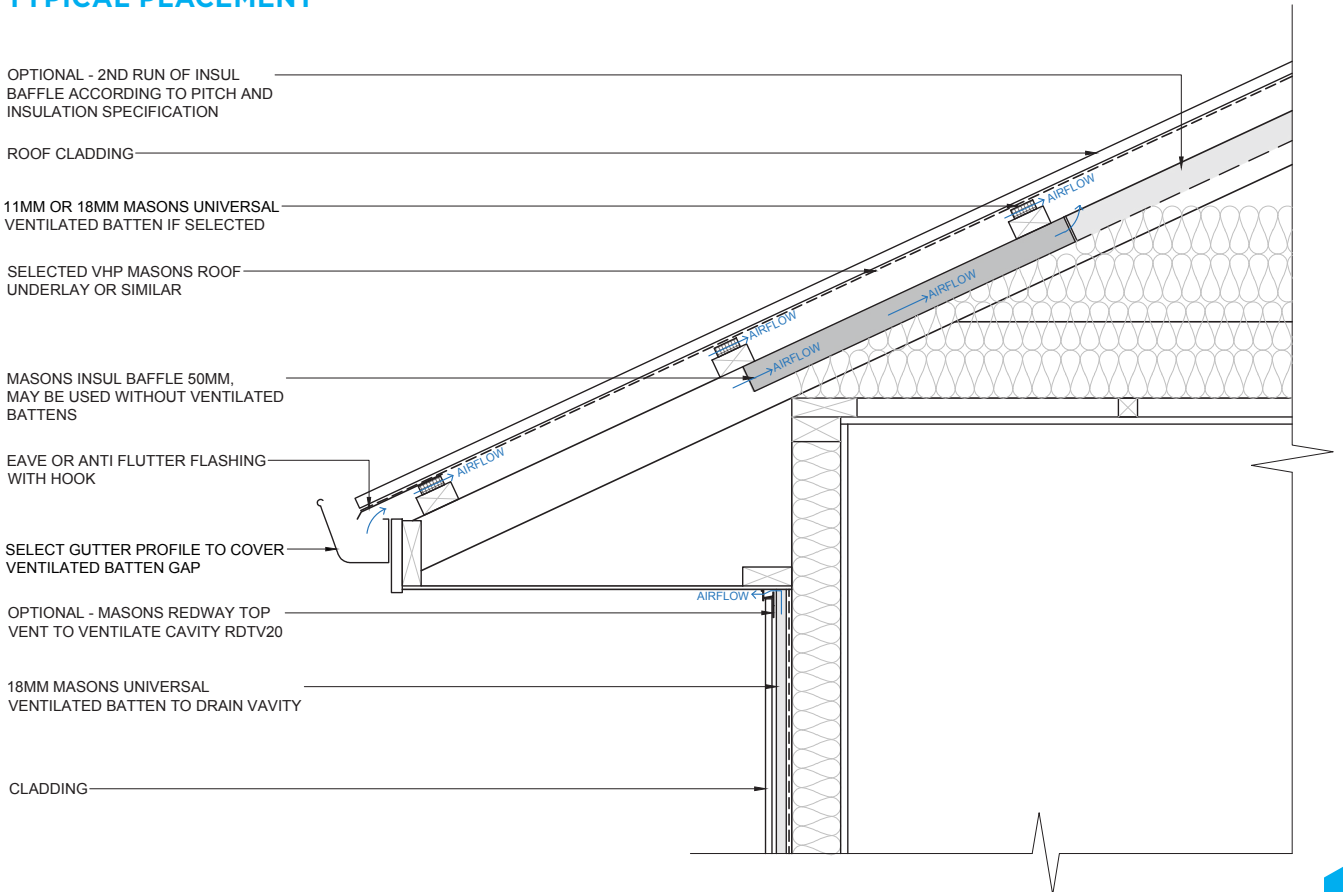 TYPICAL PLACEMENT
OPTIONAL - 2ND RUN OF INSUL
BAFFLE ACCORDING TO PITCH AND
INSULATION SPECIFICATION
ROOF CLADDING
11MM OR 18MM MASONS UNIVERSAL
VENTILATED BATTEN IF SELECTED
SELECTED VHP MASONS ROOF
UNDERLAY OR SIMILAR
MASONS INSUL BAFFLE 50MM,
MAY BE USED WITHOUT VENTILATED
BATTENS
EAVE OR ANTI FLUTTER FLASHING
WITH HOOK
SELECT GUTTER PROFILE TO COVER
VENTILATED BATTEN GAP
OPTIONAL - MASONS REDWAY TOP
VENT TO VENTILATE CAVITY RDTV20
18MM MASONS UNIVERSAL
VENTILATED BATTEN TO DRAIN VAVITY
CLADDING
AIRFLOW
AIRFLOW
AIRFLOW
AIRFLOW
AIRFLOW
AIRFLOW